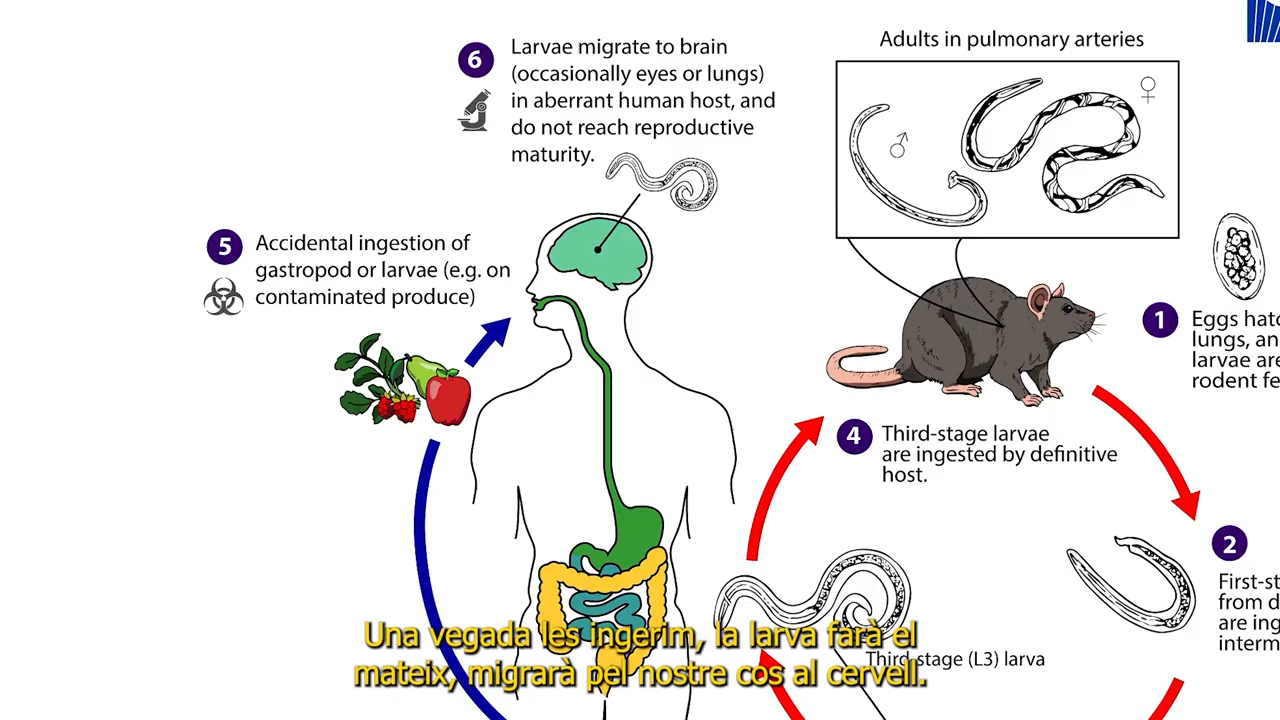 6
Larvae migrate to brain
(occasionally eyes or lungs)
in aberrant human host, and
do not reach reproductive
maturity.
Adults in pulmonary arteries
♂
♀
5
Accidental ingestion of
gastropod or larvae (e.g. on
contaminated produce)
1
Eggs hatc
lungs, an
larvae are
rodent fe
4
Third-stage larvae
are ingested by definitive
host.
2
First-st
from d
are ing
interm
Third stage (L3) larva
Una vegada les ingerim, la larva farà el
mateix, migrarà pel nostre cos al cervell.